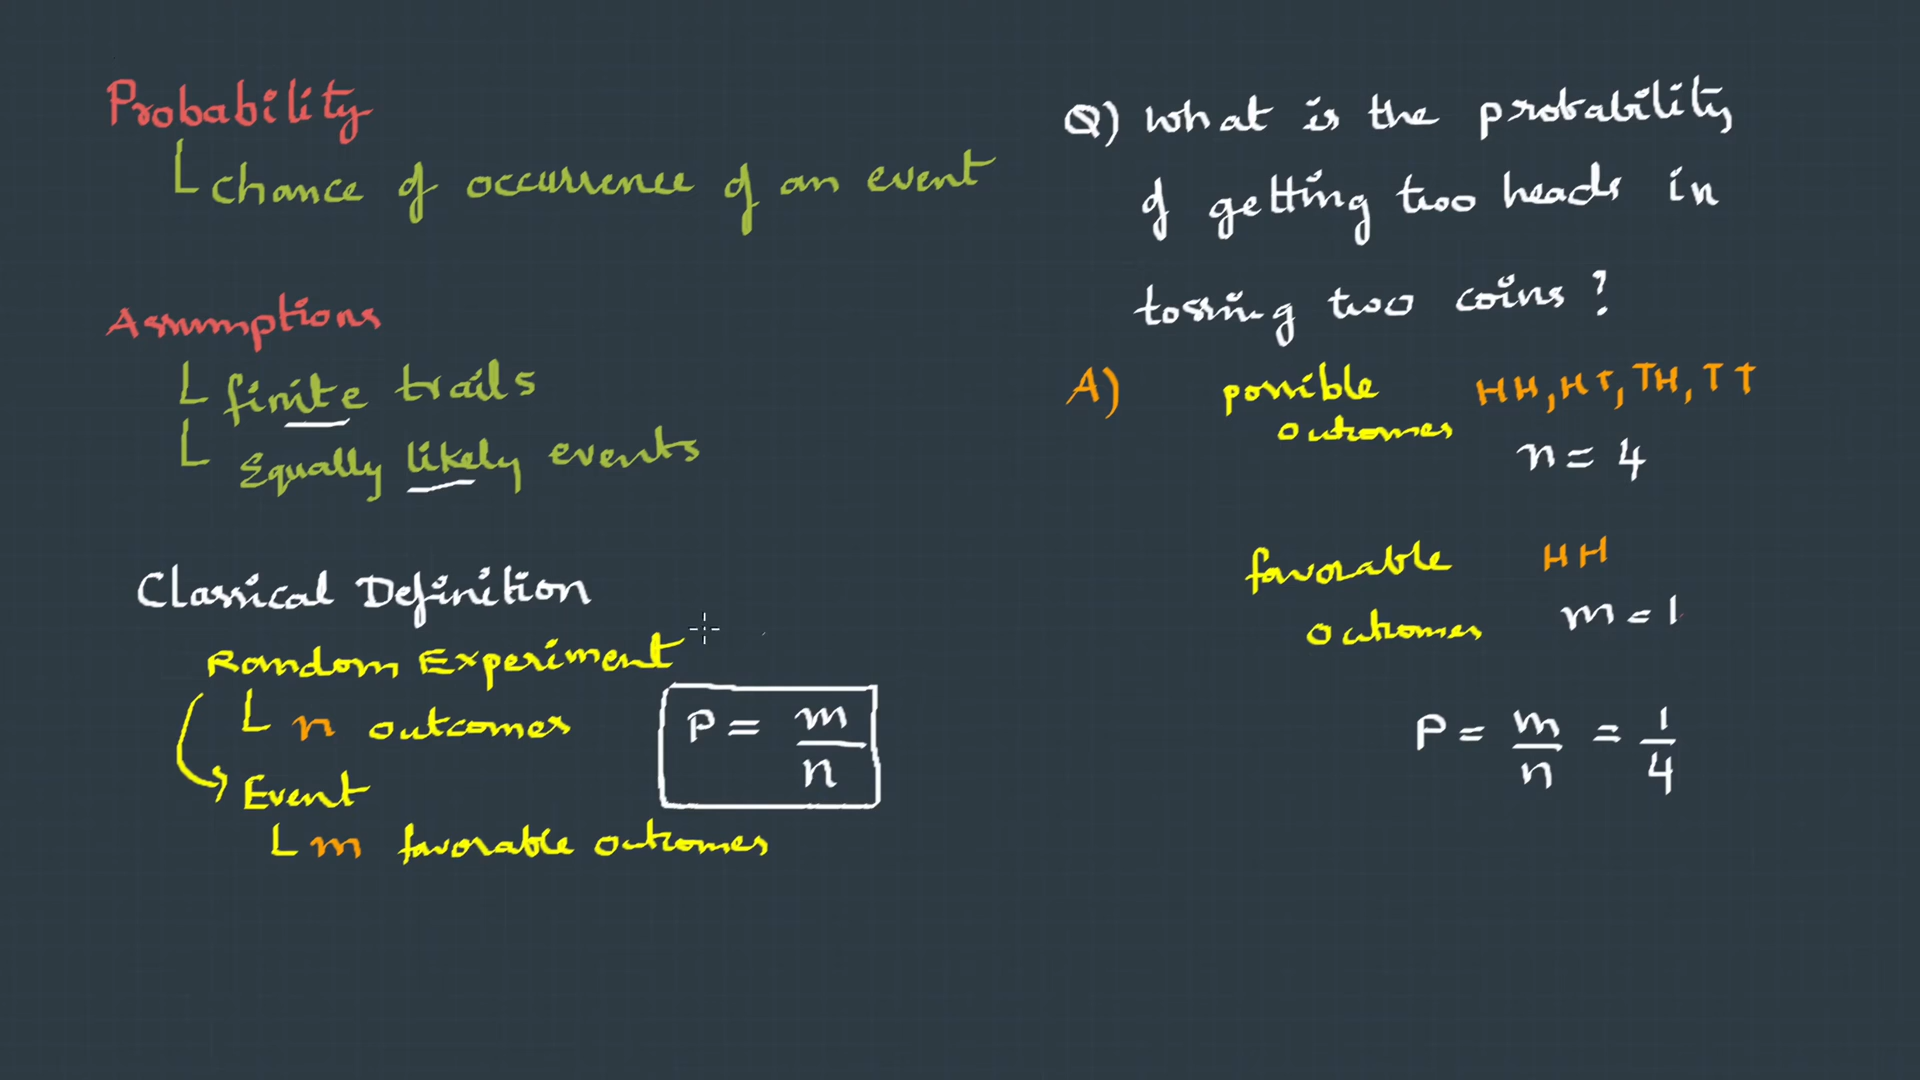 Probability
chance of occurrence of an event
Assumptions
finite trails
Equally likely events
Classical Definition
Random Experiment
n outcomes
Event
m favorable outcomes
P = m/n
Q) What is the probability
of getting two heads in
tossing two coins?
A) possible HH, HT, TH, TT
outcomes
n = 4
favorable HH
outcomes m = 1
P = m/n = 1/4